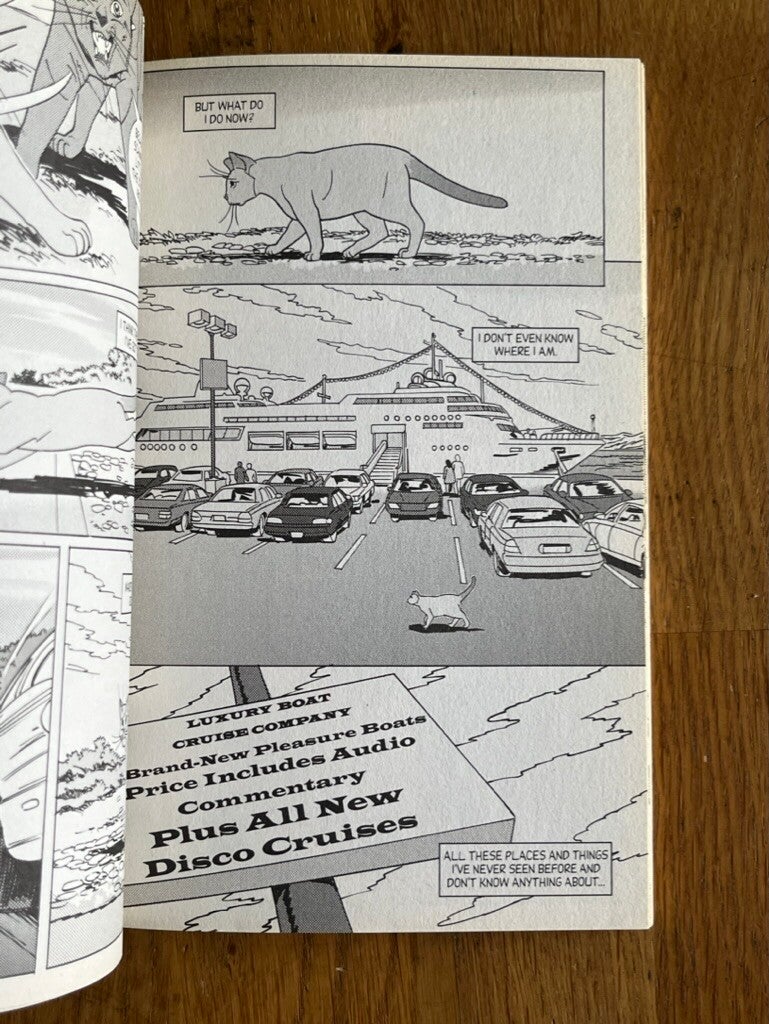 BUT WHAT DO
I DO NOW?
I DON'T EVEN KNOW
WHERE I AM.
LUXURY BOAT
CRUISE COMPANY
Brand-New Pleasure Boats
Price Includes Audio
Commentary
Plus All New
Disco Cruises
ALL THESE PLACES AND THINGS
I'VE NEVER SEEN BEFORE AND
DON'T KNOW ANYTHING ABOUT...